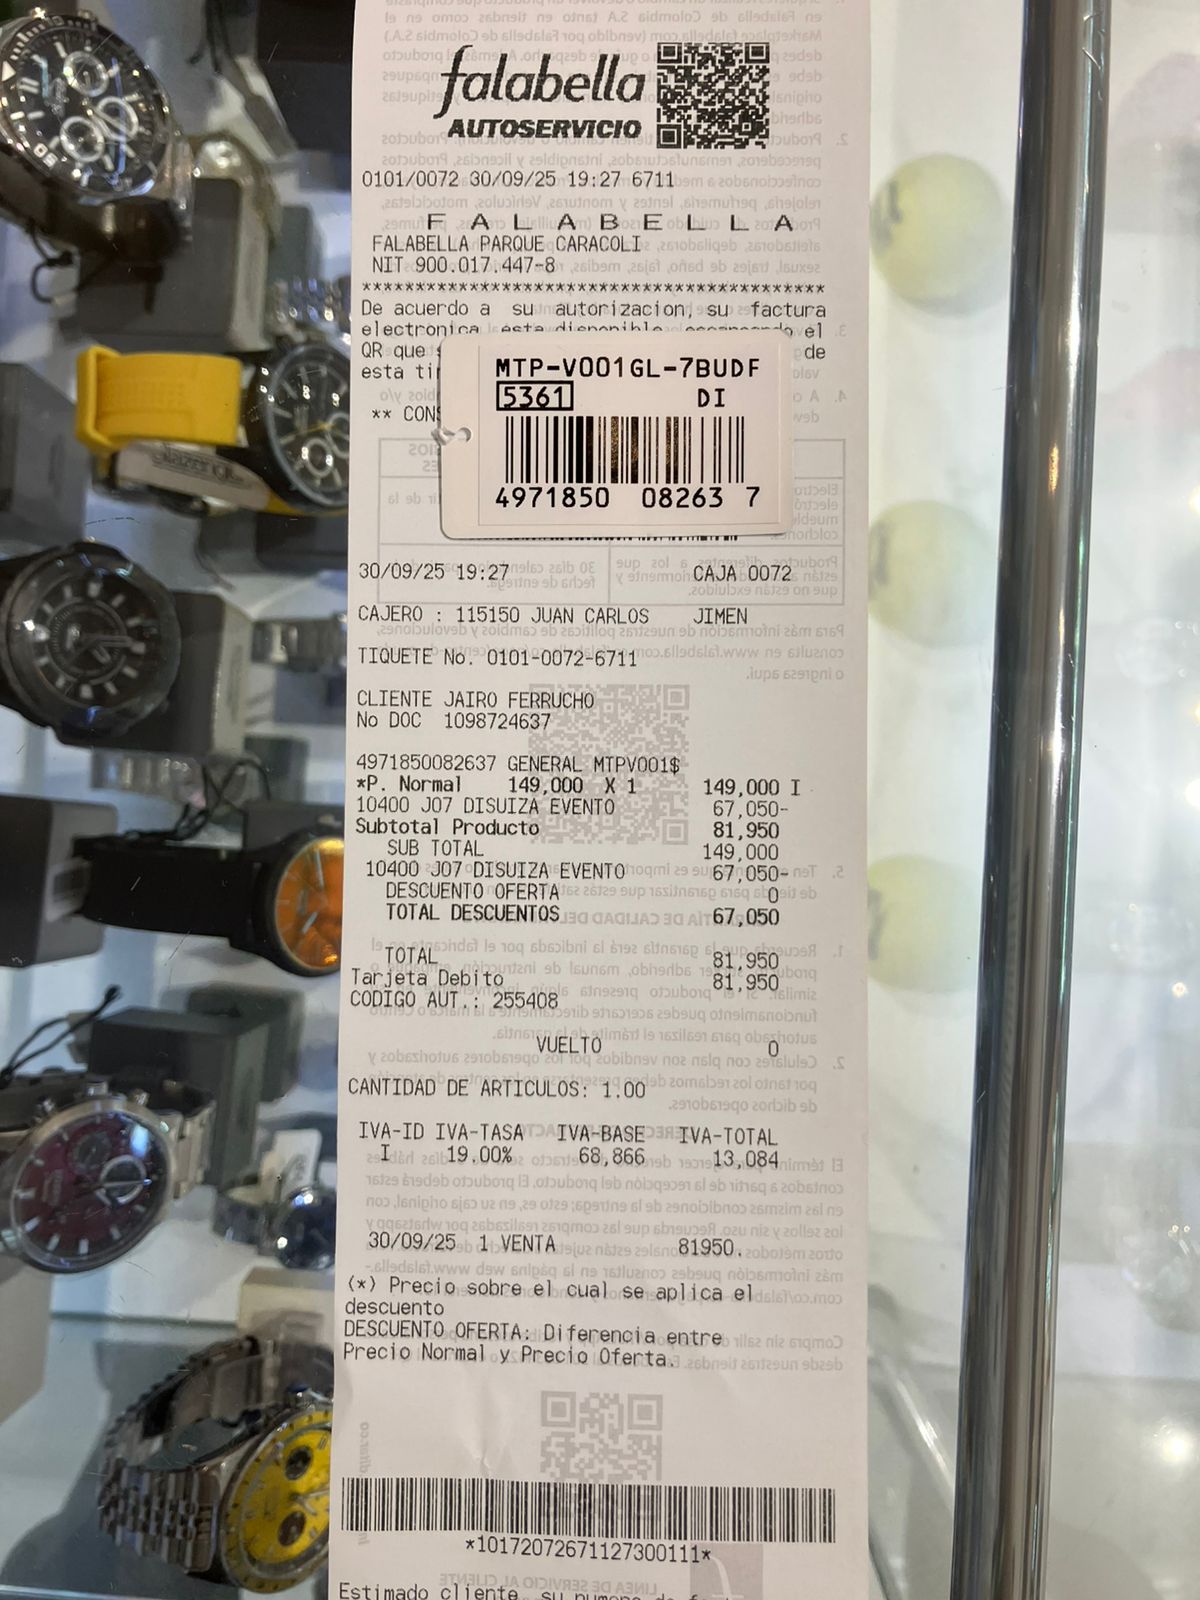 falabella
AUTOSERVICIO
0101/0072 30/09/25 19:27 6711
F A L A B E L L A
FALABELLA PARQUE CARACOLI
NIT 900.017.447-8
*******************************************
De acuerdo a su autorizacion, su factura
electronica esta disponible escaneando el
QR que de
esta
** CONS
MTP-V001GL-7BUDF
5361 DI
4971850 08263 7
30/09/25 19:27 CAJA 0072
CAJERO : 115150 JUAN CARLOS JIMEN
TIQUETE No. 0101-0072-6711
CLIENTE JAIRO FERRUCHO
No DOC 1098724637
4971850082637 GENERAL MTPV001$
*P. Normal 149,000 X 1 149,000 I
10400 J07 DISUIZA EVENTO 67,050-
Subtotal Producto 81,950
SUB TOTAL 149,000
10400 J07 DISUIZA EVENTO 67,050-
DESCUENTO OFERTA 0
TOTAL DESCUENTOS 67,050
TOTAL 81,950
Tarjeta Debito 81,950
CODIGO AUT.: 255408
VUELTO 0
CANTIDAD DE ARTICULOS: 1.00
IVA-ID IVA-TASA IVA-BASE IVA-TOTAL
I 19.00% 68,866 13,084
30/09/25 1 VENTA 81950.
(*) Precio sobre el cual se aplica el
descuento
DESCUENTO OFERTA: Diferencia entre
Precio Normal y Precio Oferta.
*10172072671127300111*
Estimado cliente, su numero de